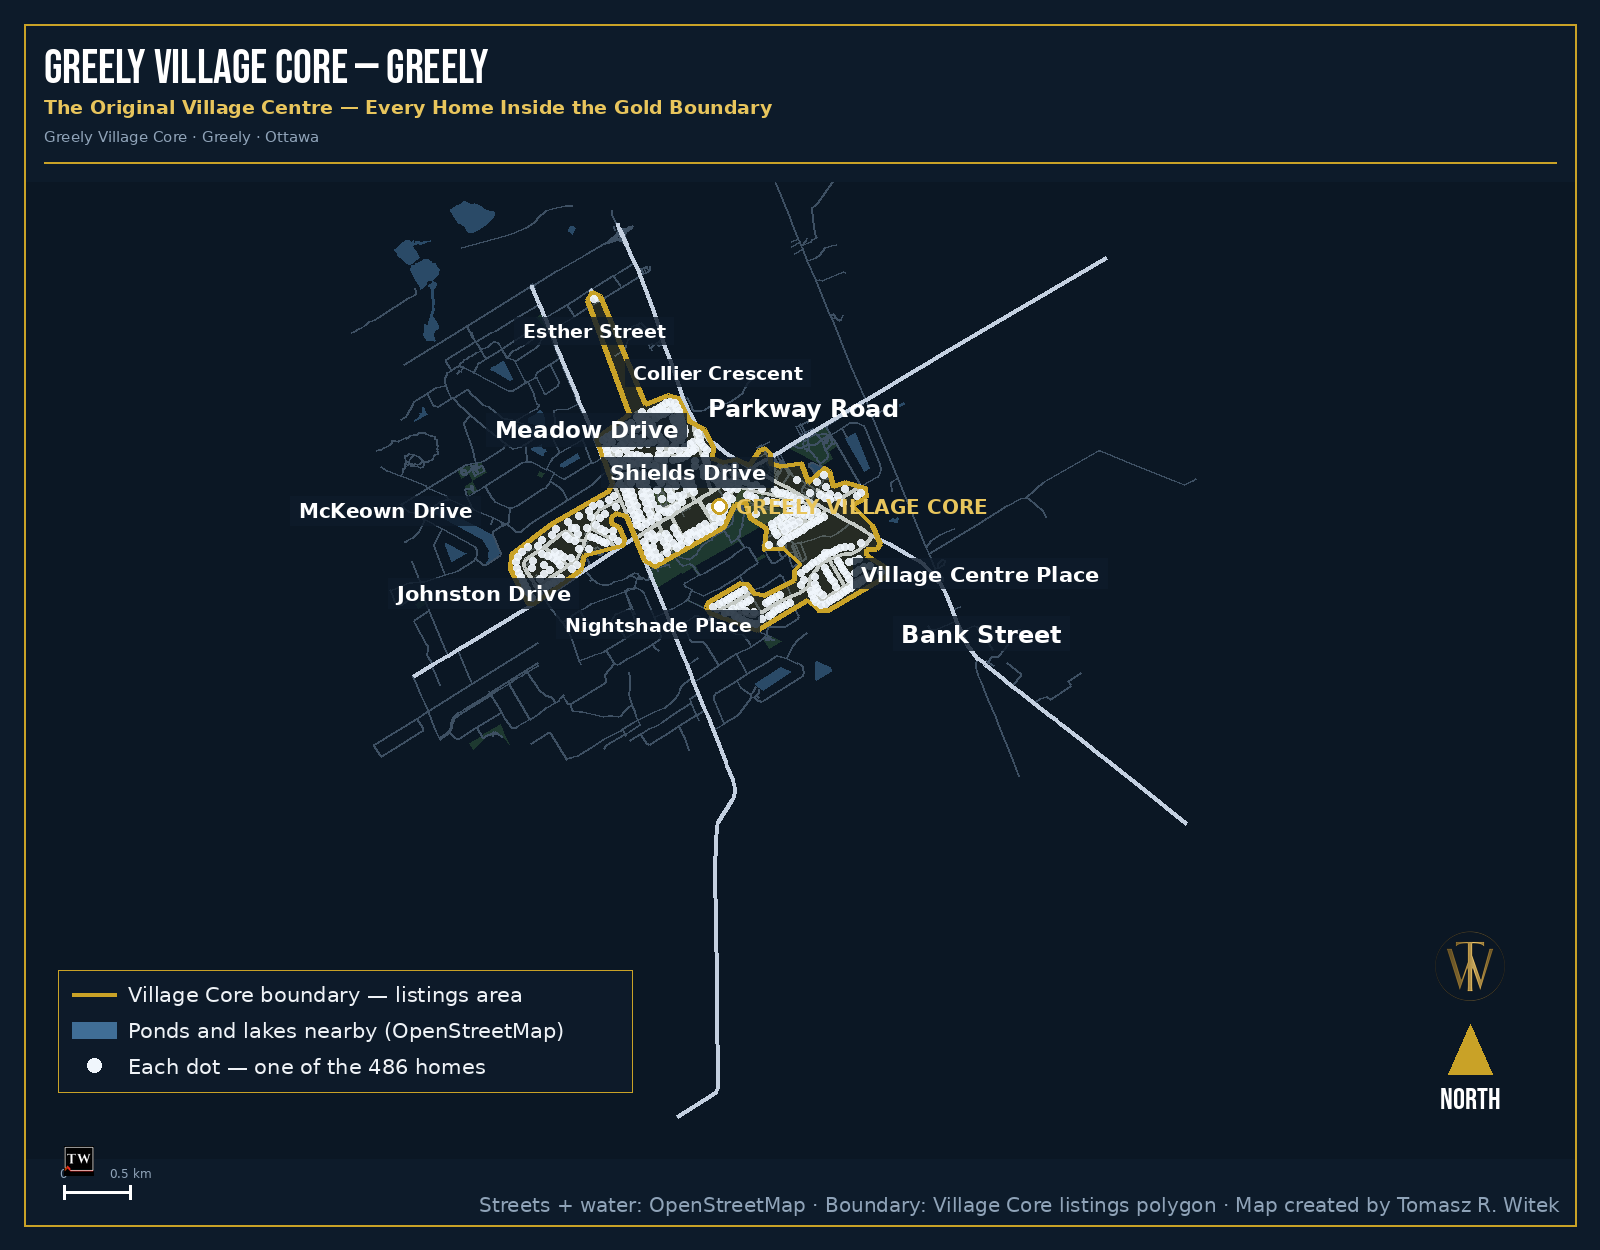 GREELY VILLAGE CORE — GREELY
The Original Village Centre — Every Home Inside the Gold Boundary
Greely Village Core · Greely · Ottawa
Esther Street
Collier Crescent
Parkway Road
Meadow Drive
Shields Drive
McKeown Drive
GREELY VILLAGE CORE
Village Centre Place
Johnston Drive
Nightshade Place
Bank Street
Village Core boundary — listings area
Ponds and lakes nearby (OpenStreetMap)
Each dot — one of the 486 homes
TW
NORTH
TW
0 0.5 km
Streets + water: OpenStreetMap · Boundary: Village Core listings polygon · Map created by Tomasz R. Witek